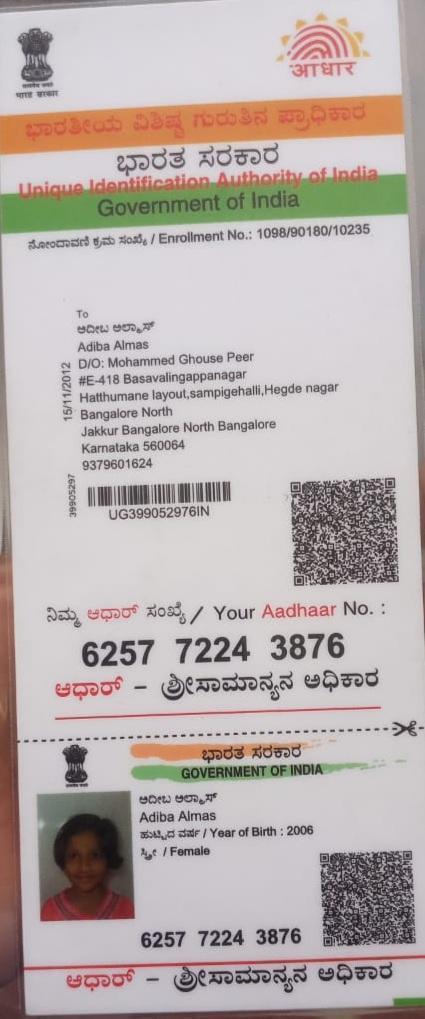 भारत सरकार
आधार
ಭಾರತೀಯ ವಿಶಿಷ್ಟ ಗುರುತಿನ ಪ್ರಾಧಿಕಾರ
ಭಾರತ ಸರಕಾರ
Unique Identification Authority of India
Government of India
ನೋಂದಾವಣಿ ಕ್ರಮ ಸಂಖ್ಯೆ / Enrollment No.: 1098/90180/10235
To
ಅದೀಬ ಅಲ್ಮಾಸ್
Adiba Almas
D/O: Mohammed Ghouse Peer
#E-418 Basavalingappanagar
Hatthumane layout,sampigehalli,Hegde nagar
Bangalore North
Jakkur Bangalore North Bangalore
Karnataka 560064
9379601624
15/11/2012
39905297
UG399052976IN
ನಿಮ್ಮ ಆಧಾರ್ ಸಂಖ್ಯೆ / Your Aadhaar No. :
6257 7224 3876
ಆಧಾರ್ - ಶ್ರೀಸಾಮಾನ್ಯನ ಅಧಿಕಾರ
ಭಾರತ ಸರಕಾರ
GOVERNMENT OF INDIA
ಅದೀಬ ಅಲ್ಮಾಸ್
Adiba Almas
ಹುಟ್ಟಿದ ವರ್ಷ / Year of Birth : 2006
ಸ್ತ್ರೀ / Female
6257 7224 3876
ಆಧಾರ್ - ಶ್ರೀಸಾಮಾನ್ಯನ ಅಧಿಕಾರ